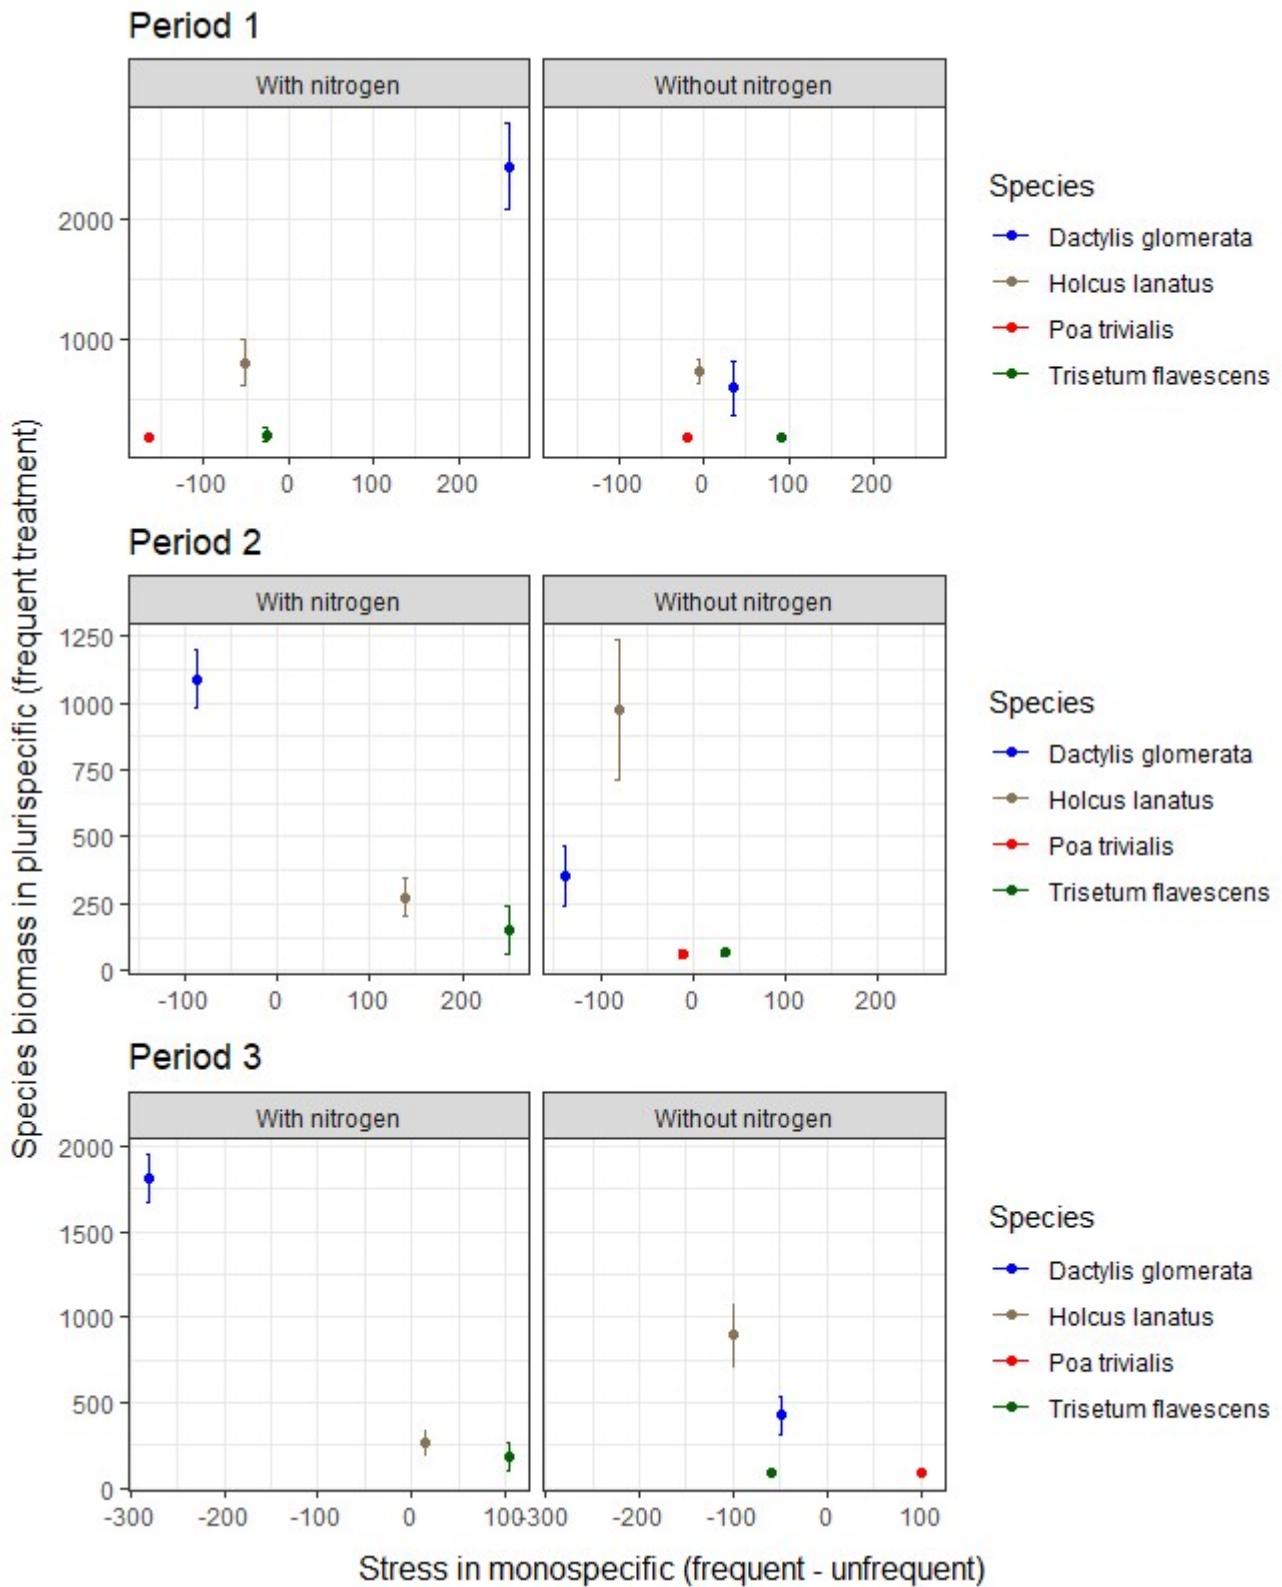 Species biomass in plurispecific (frequent treatment)
Period 1
With nitrogen
Without nitrogen
2000
1000
-100 0 100 200
-100 0 100 200
Species
Dactylis glomerata
Holcus lanatus
Poa trivialis
Trisetum flavescens
Period 2
With nitrogen
Without nitrogen
1250
1000
750
500
250
0
-100 0 100 200
-100 0 100 200
Species
Dactylis glomerata
Holcus lanatus
Poa trivialis
Trisetum flavescens
Period 3
With nitrogen
Without nitrogen
2000
1500
1000
500
0
-300 -200 -100 0 100
-300 -200 -100 0 100
Species
Dactylis glomerata
Holcus lanatus
Poa trivialis
Trisetum flavescens
Stress in monospecific (frequent - unfrequent)